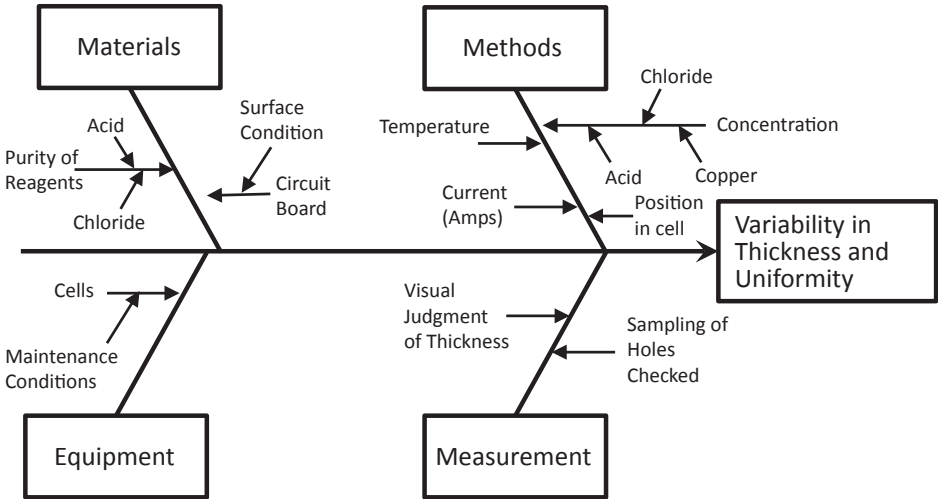 Materials
Methods
Acid
Surface
Condition
Purity of
Reagents
Chloride
Circuit
Board
Temperature
Chloride
Concentration
Acid
Copper
Current
(Amps)
Position
in cell
Variability in
Thickness and
Uniformity
Cells
Maintenance
Conditions
Visual
Judgment
of Thickness
Sampling of
Holes
Checked
Equipment
Measurement